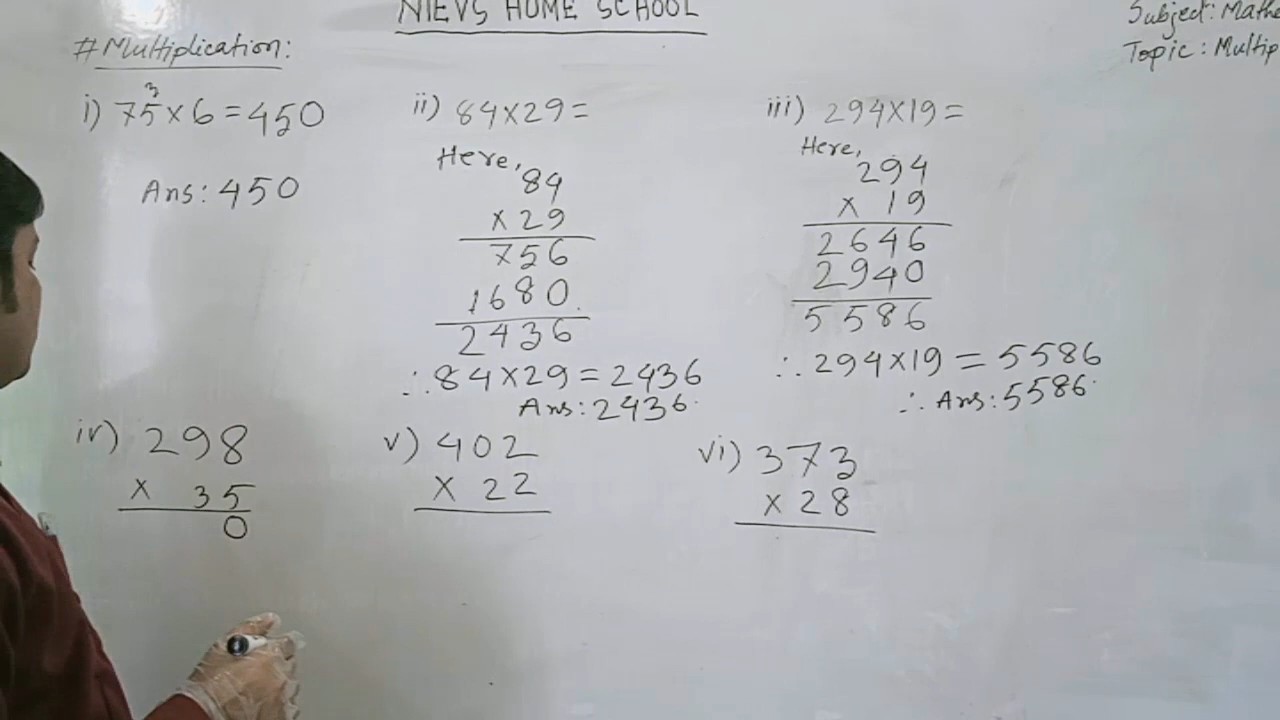 NIEVS HOME SCHOOL
Subject: Mathe
Topic: Multip
#Multiplication:
i) 75 × 6 = 450
3
Ans: 450
ii) 84×29=
Here,
84
× 29
756
1680.
2436
∴ 84×29=2436
Ans: 2436.
iii) 294×19=
Here,
294
× 19
2646
2940
5586
∴ 294×19=5586
∴ Ans: 5586.
iv) 298
× 35
0
v) 402
× 22
vi) 373
× 28